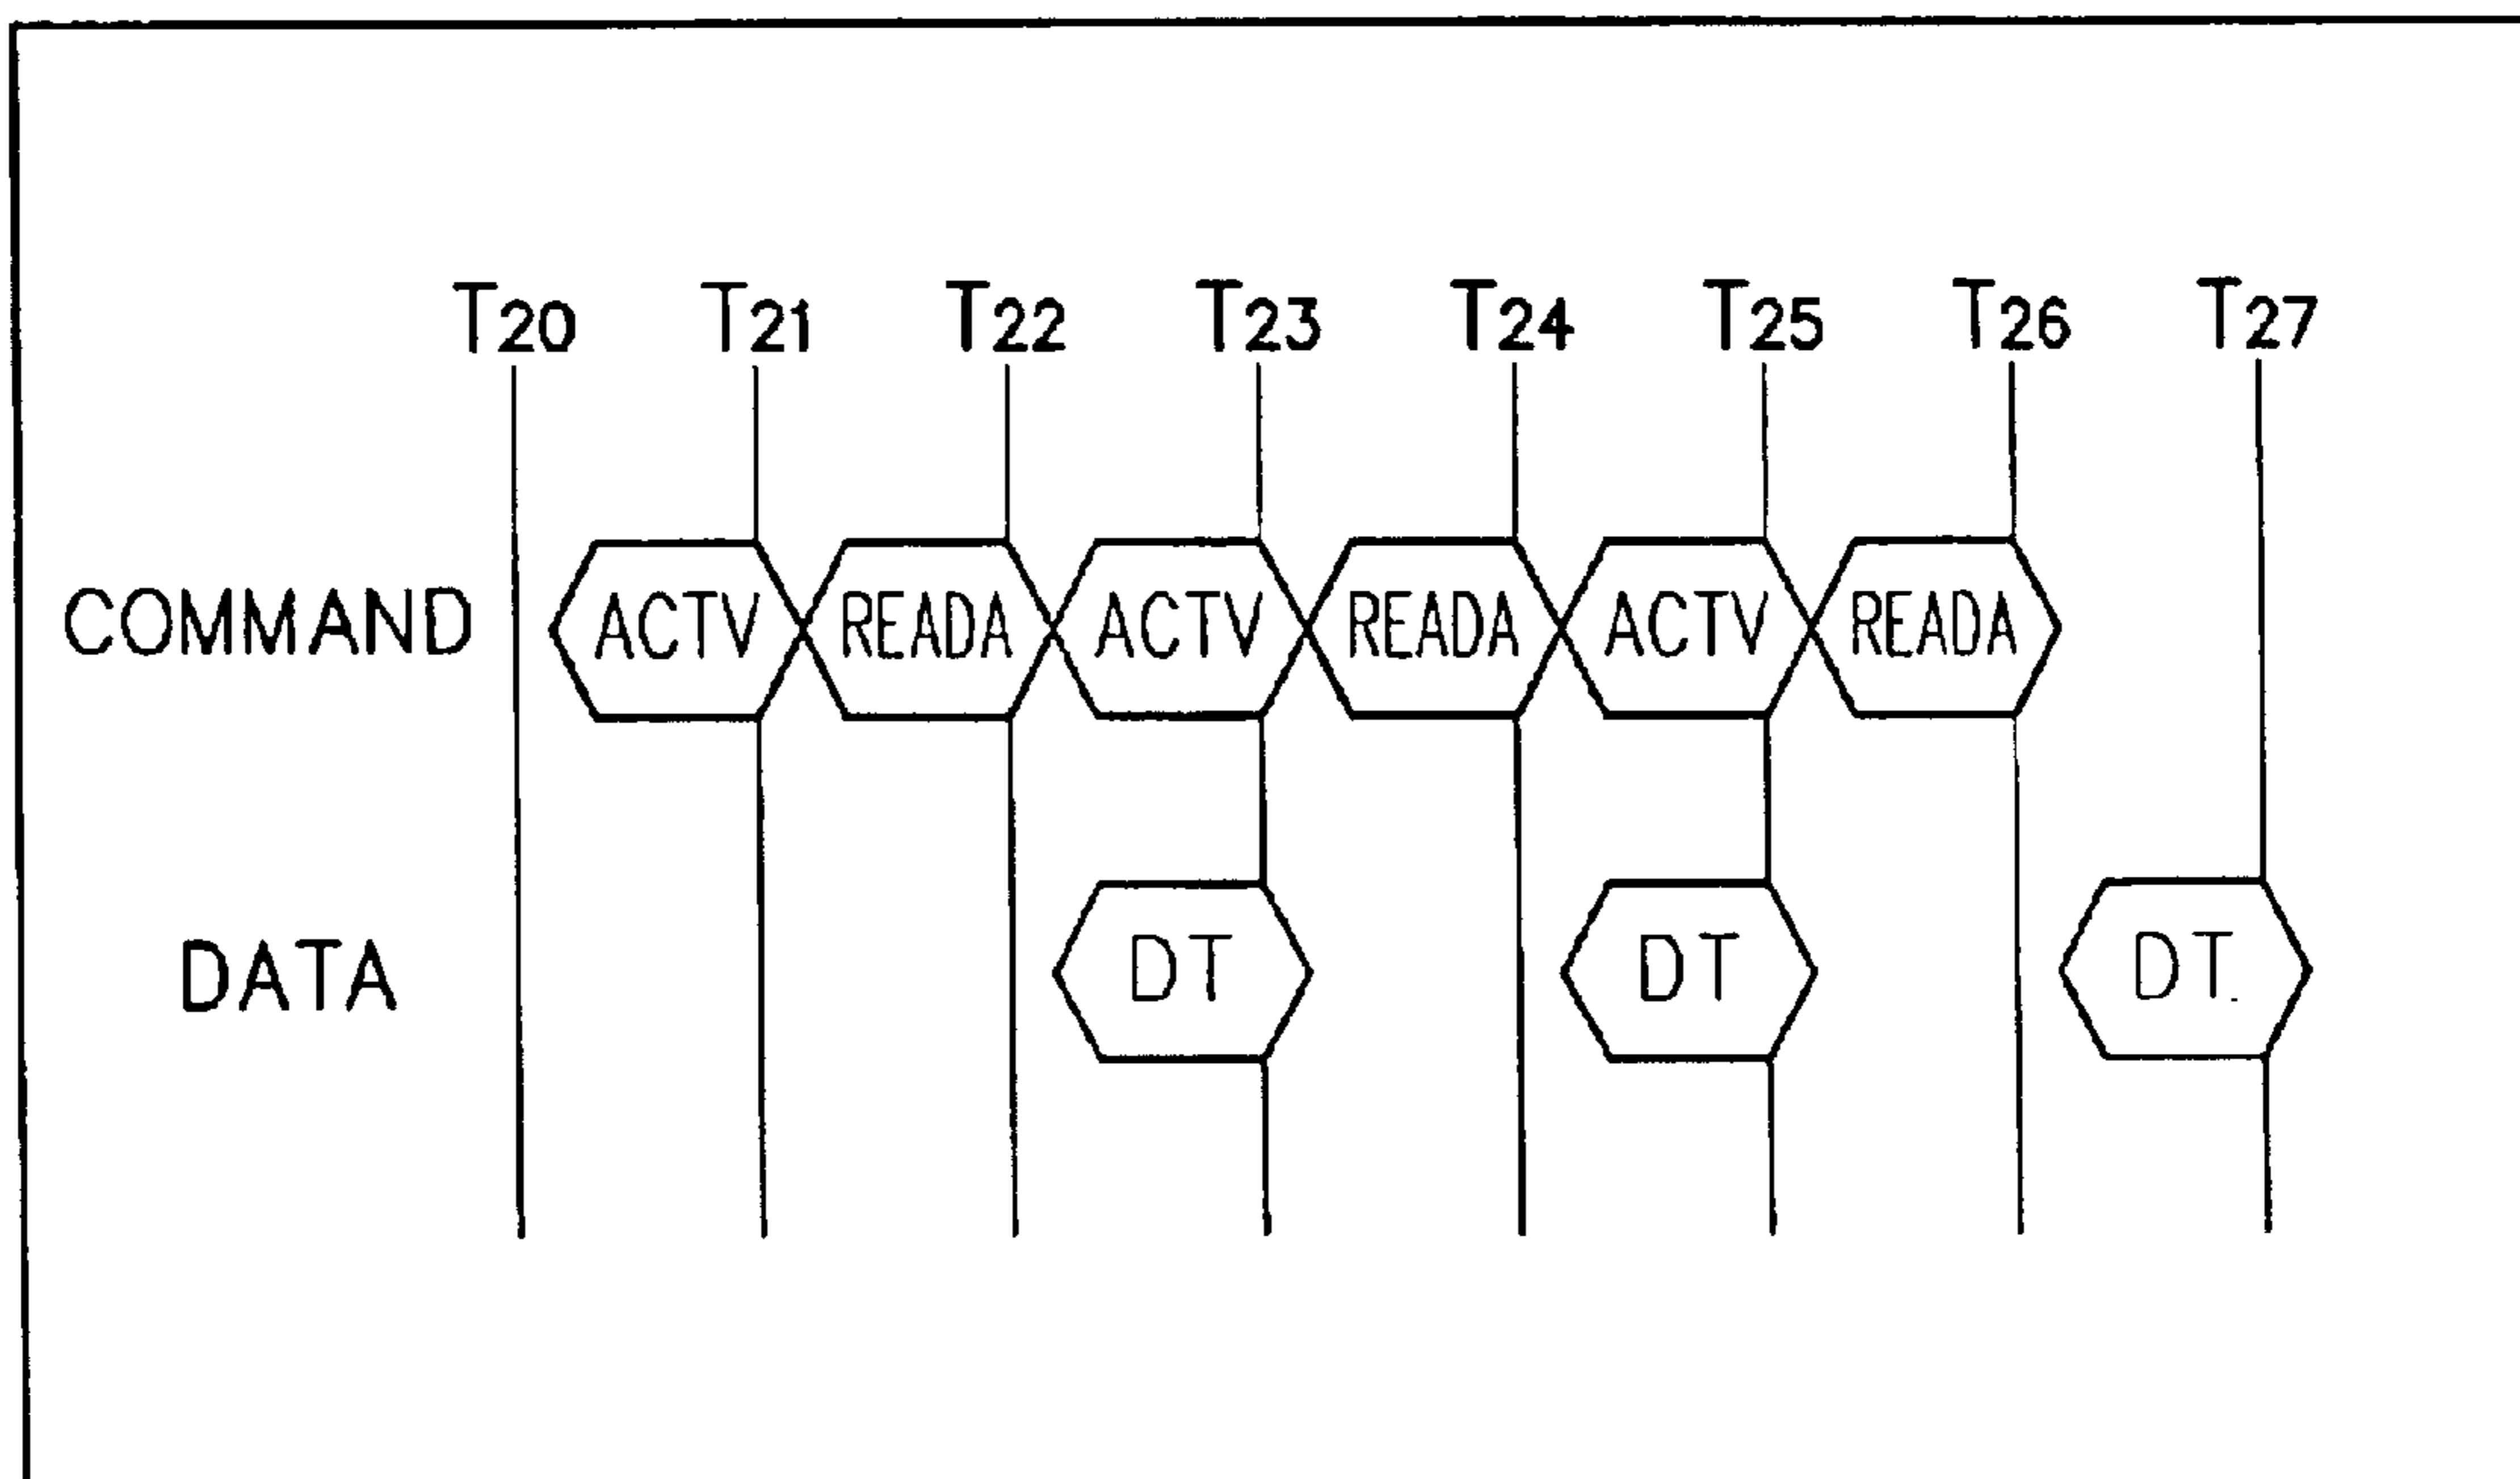 T20 T21 T22 T23 T24 T25 T26 T27
COMMAND ACTV READA ACTV READA ACTV READA
DATA DT DT DT